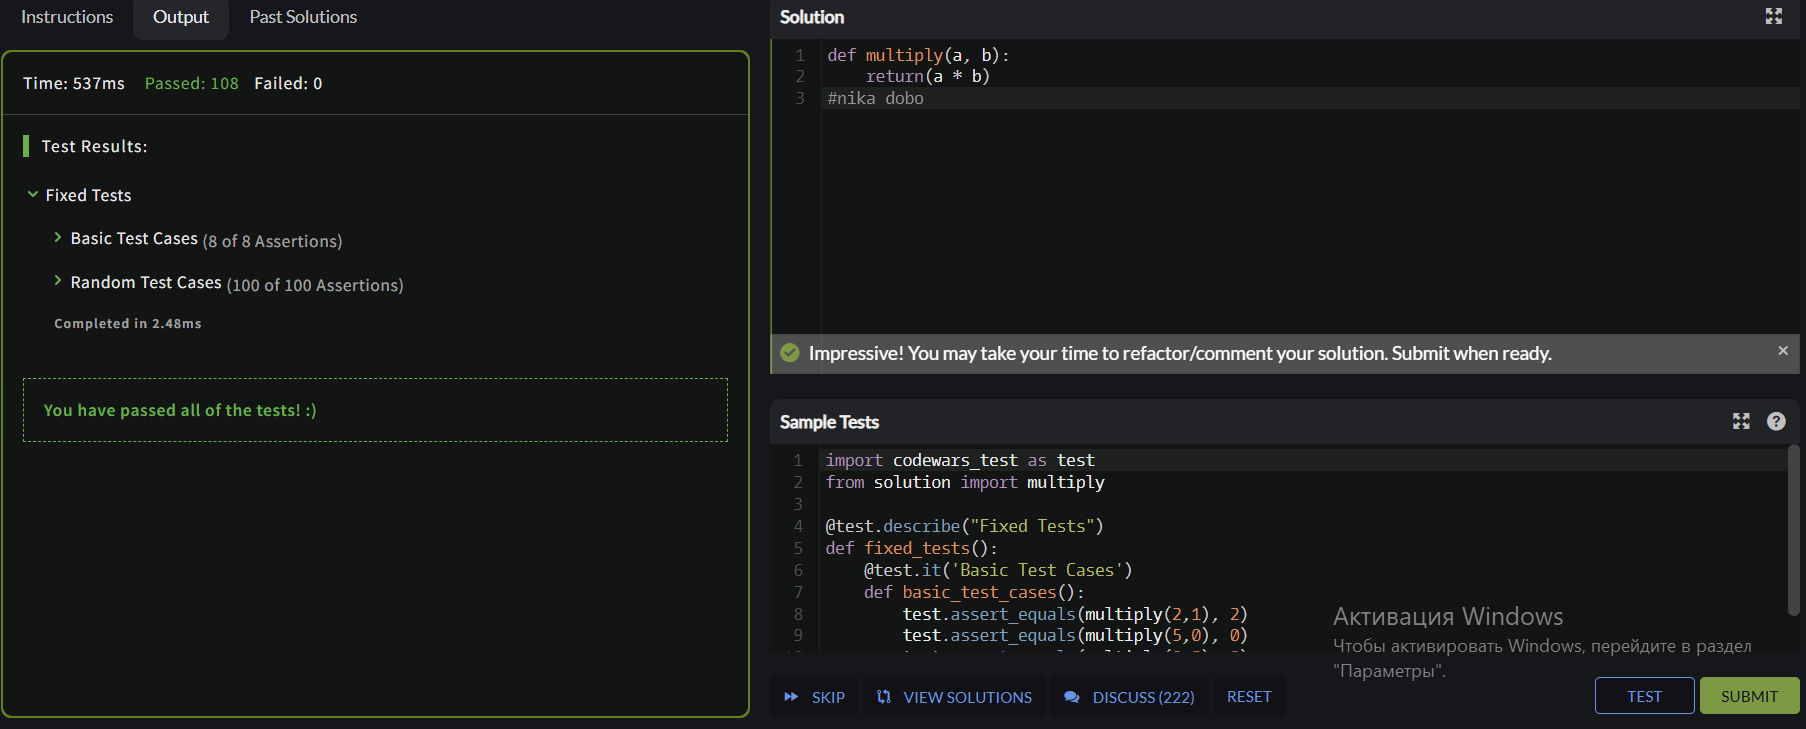 Instructions
Output
Past Solutions
Time: 537ms Passed: 108 Failed: 0
Test Results:
Fixed Tests
Basic Test Cases (8 of 8 Assertions)
Random Test Cases (100 of 100 Assertions)
Completed in 2.48ms
You have passed all of the tests! :)
Solution
1 def multiply(a, b):
2     return(a * b)
3 #nika dobo
Impressive! You may take your time to refactor/comment your solution. Submit when ready.
Sample Tests
1 import codewars_test as test
2 from solution import multiply
3
4 @test.describe("Fixed Tests")
5 def fixed_tests():
6     @test.it('Basic Test Cases')
7     def basic_test_cases():
8         test.assert_equals(multiply(2,1), 2)
9         test.assert_equals(multiply(5,0), 0)
Активация Windows
Чтобы активировать Windows, перейдите в раздел
"Параметры".
SKIP
VIEW SOLUTIONS
DISCUSS (222)
RESET
TEST
SUBMIT